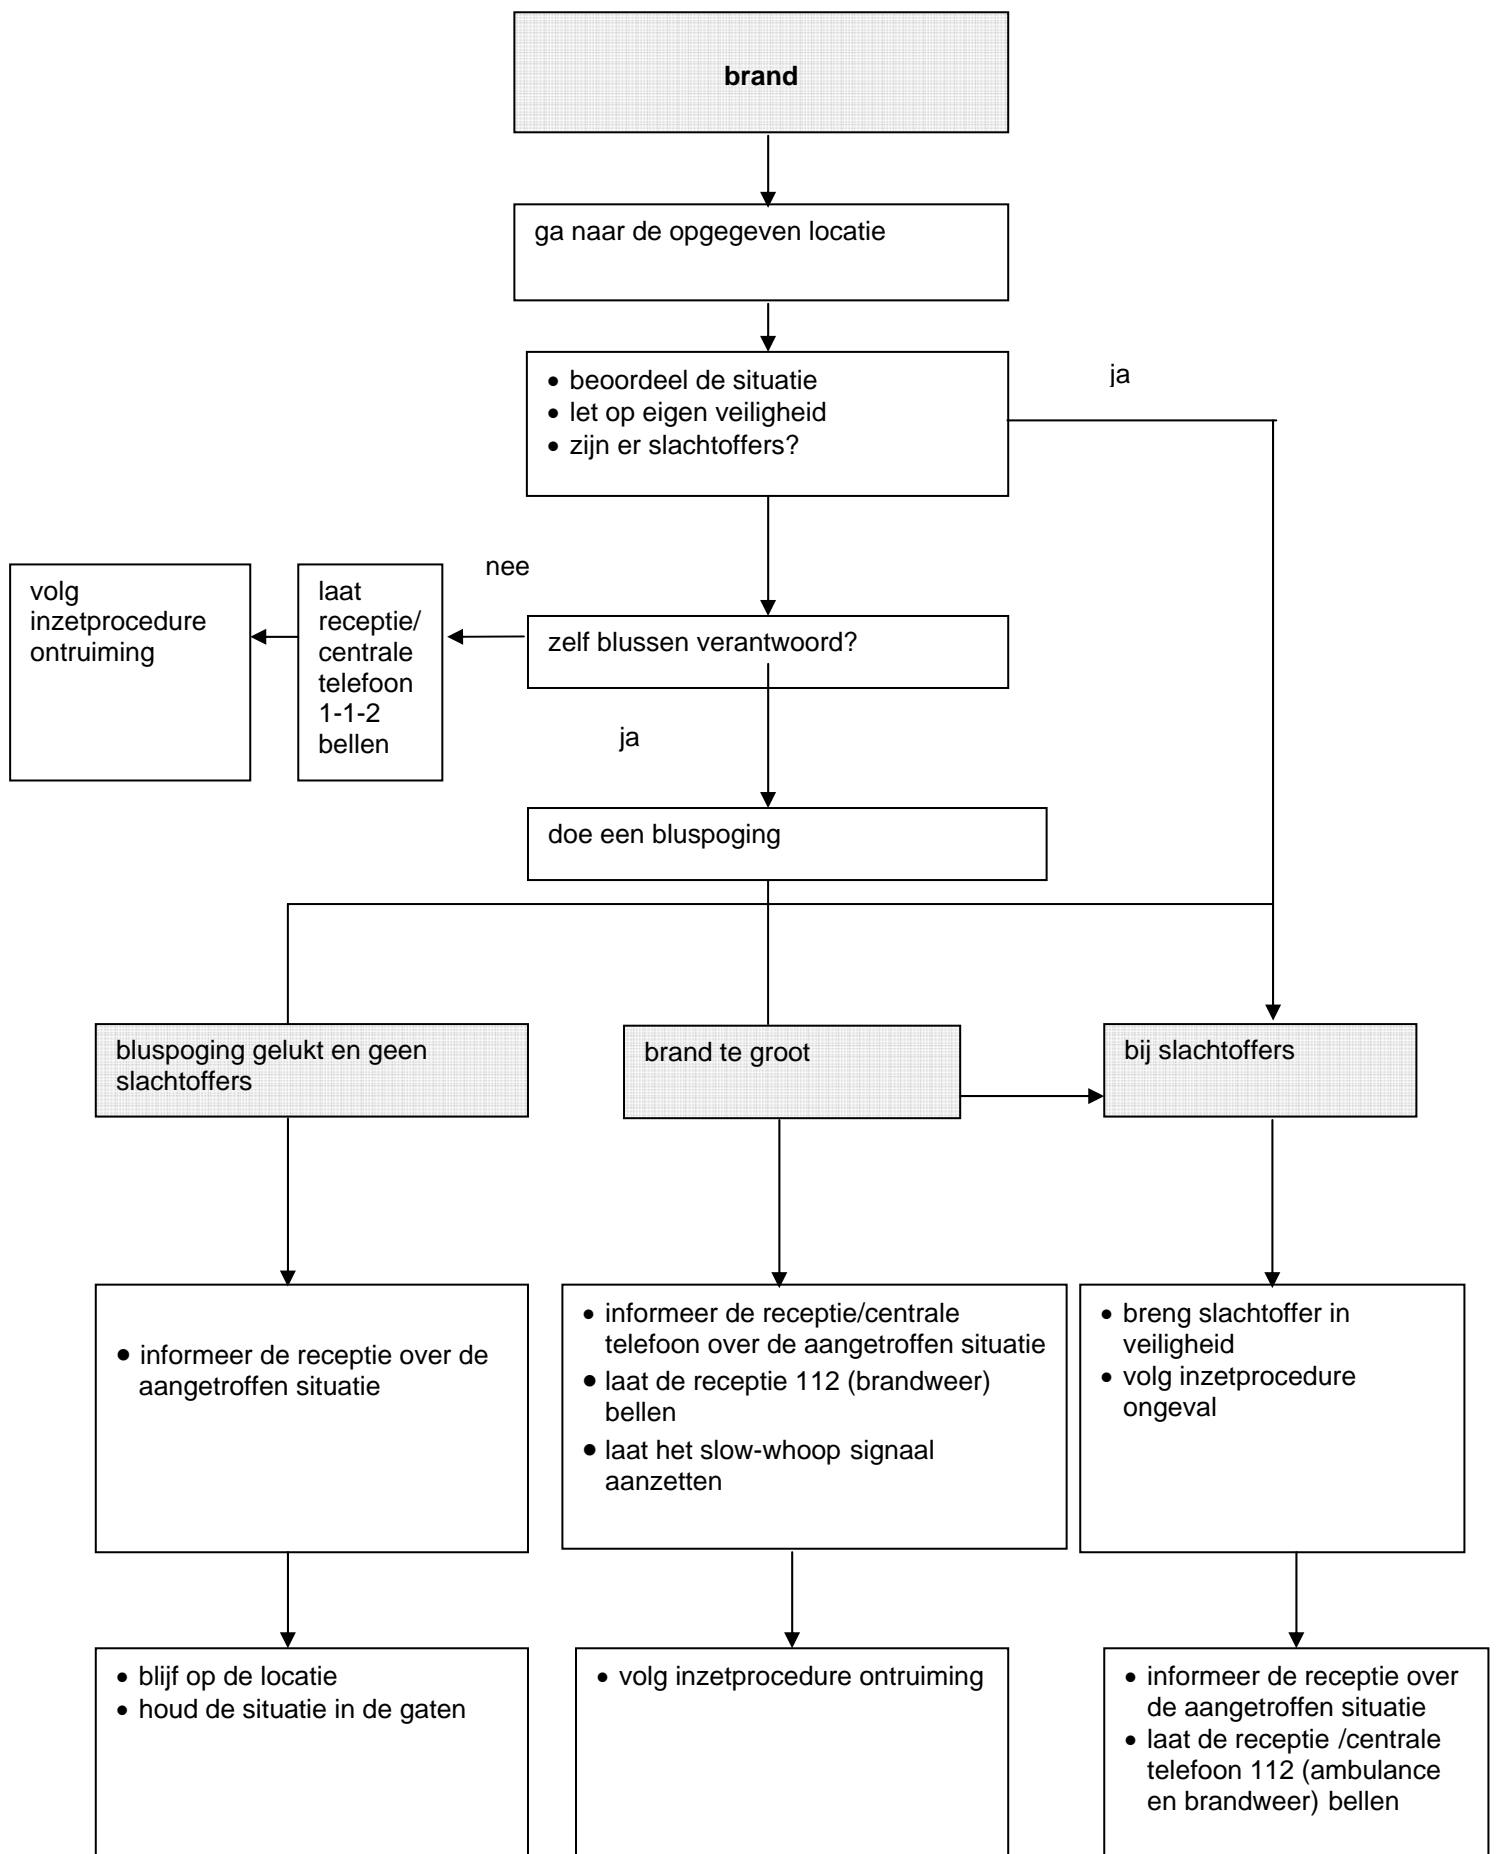 brand
ga naar de opgegeven locatie
• beoordeel de situatie
• let op eigen veiligheid
• zijn er slachtoffers?
ja
nee
volg
inzetprocedure
ontruiming
laat
receptie/
centrale
telefoon
1-1-2
bellen
zelf blussen verantwoord?
ja
doe een bluspoging
bluspoging gelukt en geen
slachtoffers
brand te groot
bij slachtoffers
• informeer de receptie over de
aangetroffen situatie
• informeer de receptie/centrale
telefoon over de aangetroffen situatie
• laat de receptie 112 (brandweer)
bellen
• laat het slow-whoop signaal
aanzetten
• breng slachtoffer in
veiligheid
• volg inzetprocedure
ongeval
• blijf op de locatie
• houd de situatie in de gaten
• volg inzetprocedure ontruiming
• informeer de receptie over
de aangetroffen situatie
• laat de receptie /centrale
telefoon 112 (ambulance
en brandweer) bellen